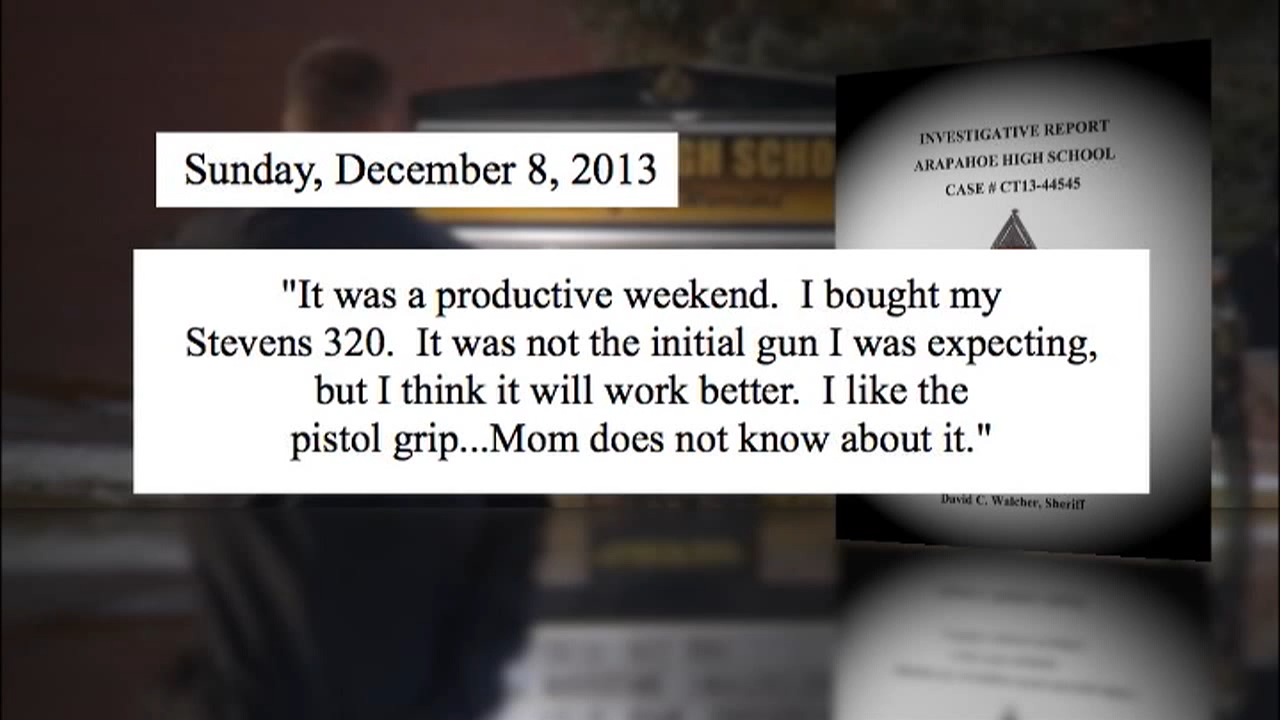 Sunday, December 8, 2013
GH SCHO
INVESTIGATIVE REPORT
ARAPAHOE HIGH SCHOOL
CASE # CT13-44545
"It was a productive weekend.  I bought my
Stevens 320.  It was not the initial gun I was expecting,
but I think it will work better.  I like the
pistol grip...Mom does not know about it."
David C. Walcher, Sheriff